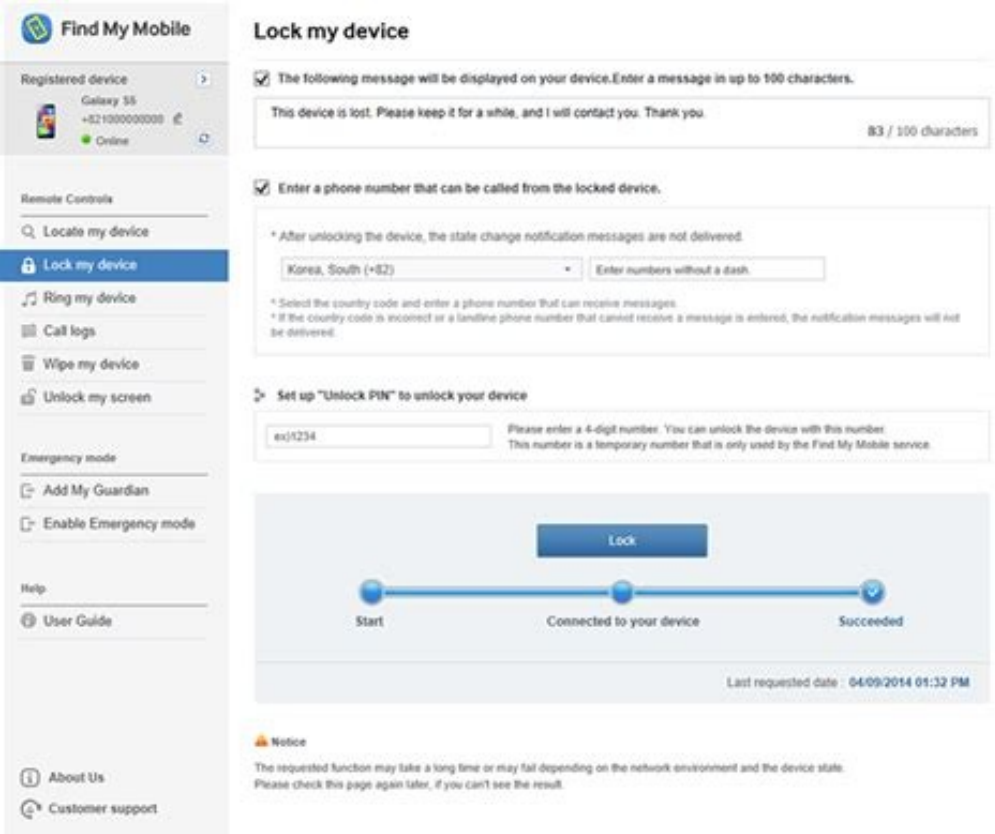 Find My Mobile
Registered device
Galaxy S5
+821000000000
Online
Remote Controls
Locate my device
Lock my device
Ring my device
Call logs
Wipe my device
Unlock my screen
Emergency mode
Add My Guardian
Enable Emergency mode
Help
User Guide
About Us
Customer support
Lock my device
The following message will be displayed on your device.Enter a message in up to 100 characters.
This device is lost. Please keep it for a while, and I will contact you. Thank you.
83 / 100 characters
Enter a phone number that can be called from the locked device.
* After unlocking the device, the state change notification messages are not delivered.
Korea, South (+82)
Enter numbers without a dash.
* Select the country code and enter a phone number that can receive messages.
* If the country code is incorrect or a landline phone number that cannot receive a message is entered, the notification messages will not
be delivered.
Set up "Unlock PIN" to unlock your device
ex)1234
Please enter a 4-digit number. You can unlock the device with this number.
This number is a temporary number that is only used by the Find My Mobile service.
Lock
Start
Connected to your device
Succeeded
Last requested date : 04/09/2014 01:32 PM
Notice
The requested function may take a long time or may fail depending on the network environment and the device state.
Please check this page again later, if you can't see the result.